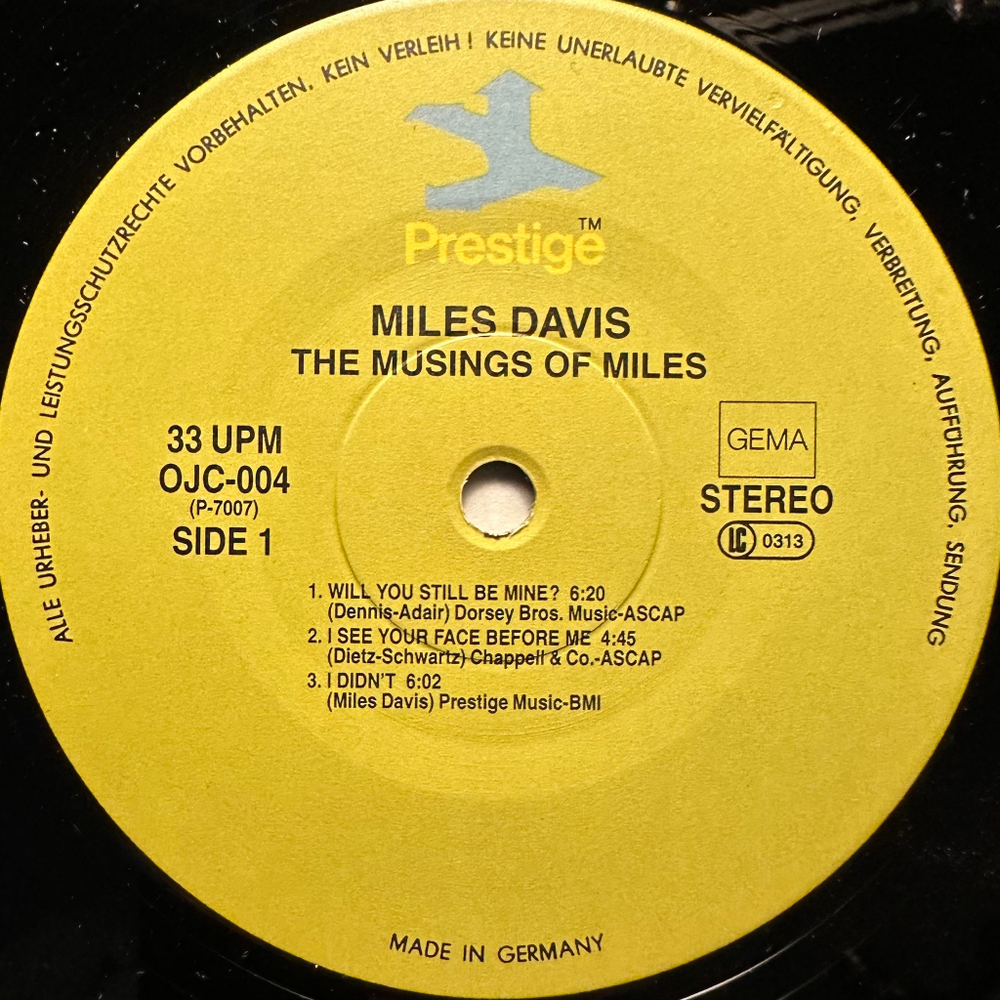 ALLE URHEBER- UND LEISTUNGSSCHUTZRECHTE VORBEHALTEN, KEIN VERLEIH! KEINE UNERLAUBTE VERVIELFÄLTIGUNG, VERBREITUNG, AUFFÜHRUNG, SENDUNG
Prestige™
MILES DAVIS
THE MUSINGS OF MILES
33 UPM
OJC-004
(P-7007)
SIDE 1
GEMA
STEREO
LC 0313
1. WILL YOU STILL BE MINE? 6:20
(Dennis-Adair) Dorsey Bros. Music-ASCAP
2. I SEE YOUR FACE BEFORE ME 4:45
(Dietz-Schwartz) Chappell & Co.-ASCAP
3. I DIDN'T 6:02
(Miles Davis) Prestige Music-BMI
MADE IN GERMANY